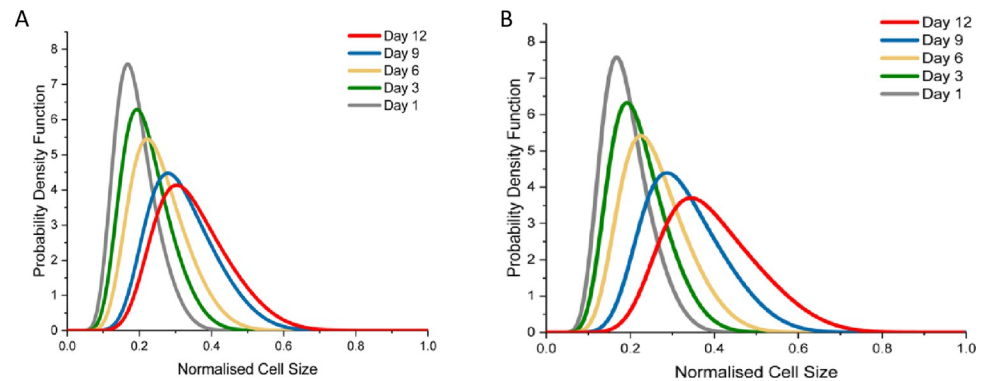 A
Day 12
Day 9
Day 6
Day 3
Day 1
Probability Density Function
8
7
6
5
4
3
2
1
0
0.0 0.2 0.4 0.6 0.8 1.0
Normalised Cell Size
B
Day 12
Day 9
Day 6
Day 3
Day 1
Probability Density Function
8
7
6
5
4
3
2
1
0
0.0 0.2 0.4 0.6 0.8 1.0
Normalised Cell Size